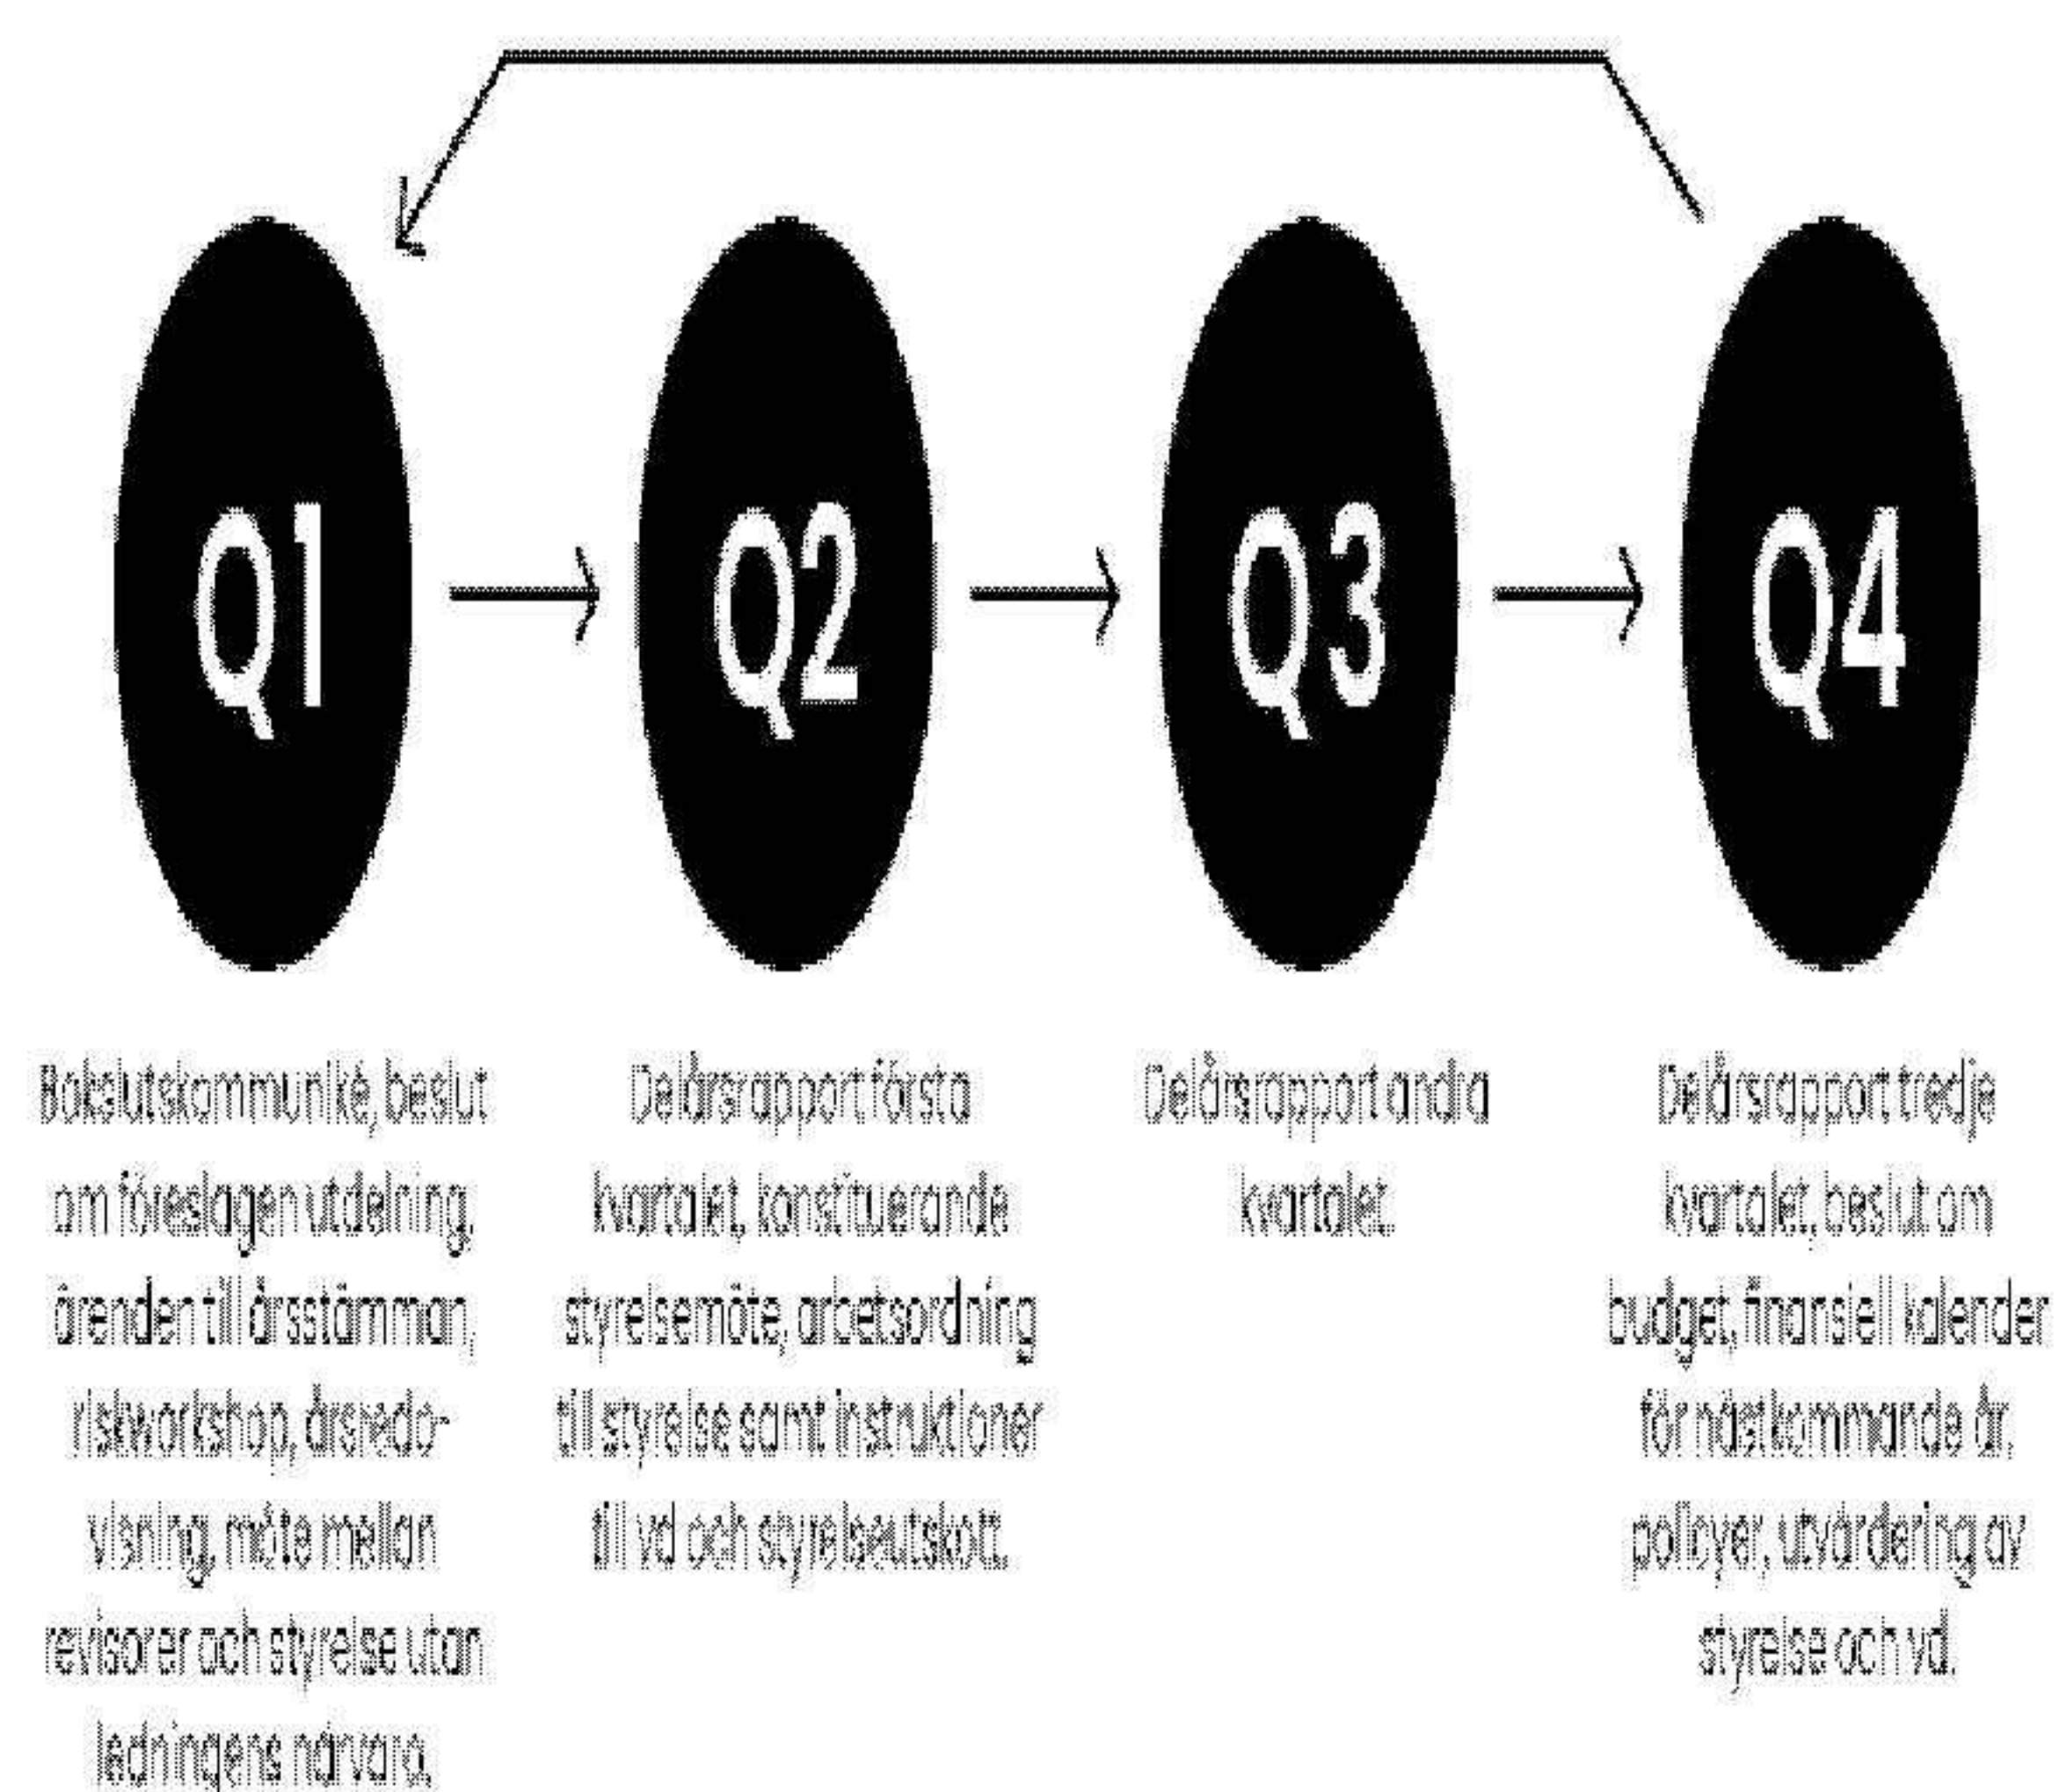 Q1
Q2
Q3
Q4
Bokslutskommuniké, beslut
om föreslagen utdelning,
ärenden till årsstämman,
riskworkshop, årsredo-
visning, möte mellan
revisorer och styrelse utan
ledningens närvaro,
Delårsrapport första
kvartalet, konstituerande
styrelsemöte, arbetsordning
till styrelse samt instruktioner
till vd och styrelseutskott.
Delårsrapport andra
kvartalet.
Delårsrapport tredje
kvartalet, beslut om
budget, finansiell kalender
för nästkommande år,
policyer, utvärdering av
styrelse och vd.